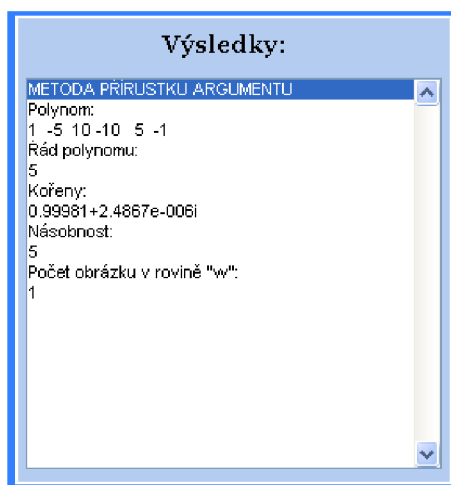 Výsledky:
METODA PŘÍRUSTKU ARGUMENTU
Polynom:
1 -5 10 -10 5 -1
Řád polynomu:
5
Kořeny:
0.99981+2.4867e-006i
Násobnost:
5
Počet obrázku v rovině "w":
1